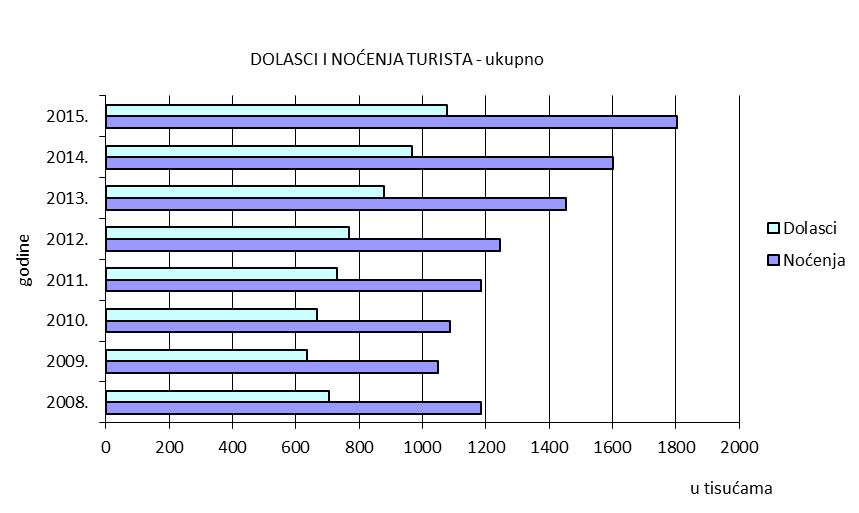 DOLASCI I NOĆENJA TURISTA - ukupno
2015.
2014.
2013.
2012.
2011.
2010.
2009.
2008.
godine
0 200 400 600 800 1000 1200 1400 1600 1800 2000
u tisućama
Dolasci
Noćenja